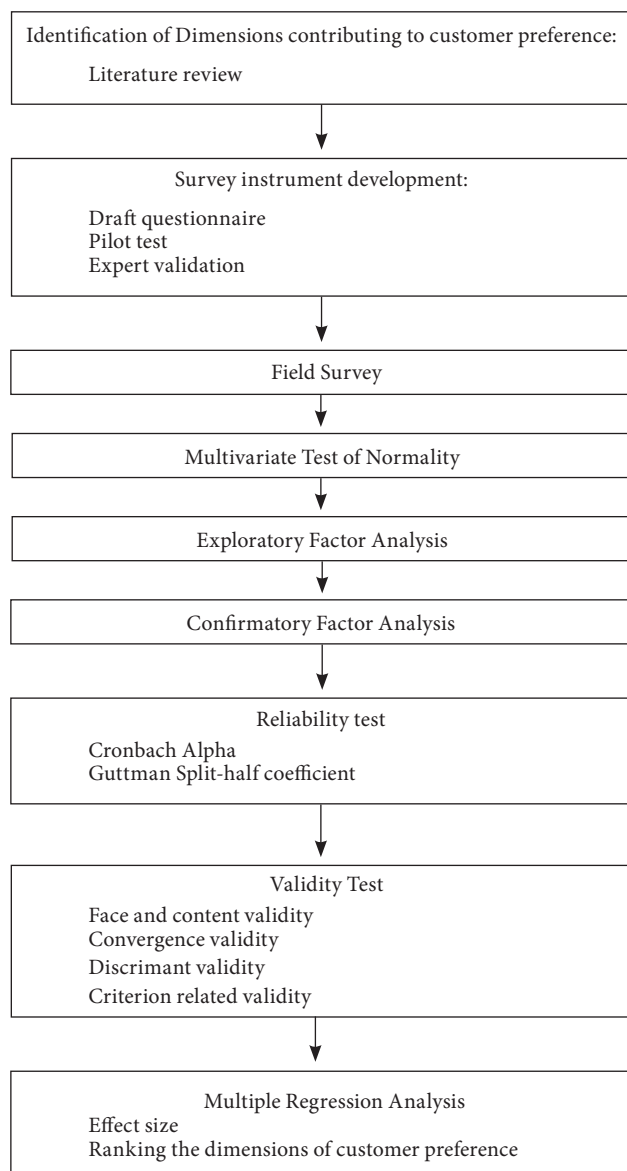 Identification of Dimensions contributing to customer preference:
Literature review
Survey instrument development:
Draft questionnaire
Pilot test
Expert validation
Field Survey
Multivariate Test of Normality
Exploratory Factor Analysis
Confirmatory Factor Analysis
Reliability test
Cronbach Alpha
Guttman Split-half coefficient
Validity Test
Face and content validity
Convergence validity
Discrimant validity
Criterion related validity
Multiple Regression Analysis
Effect size
Ranking the dimensions of customer preference